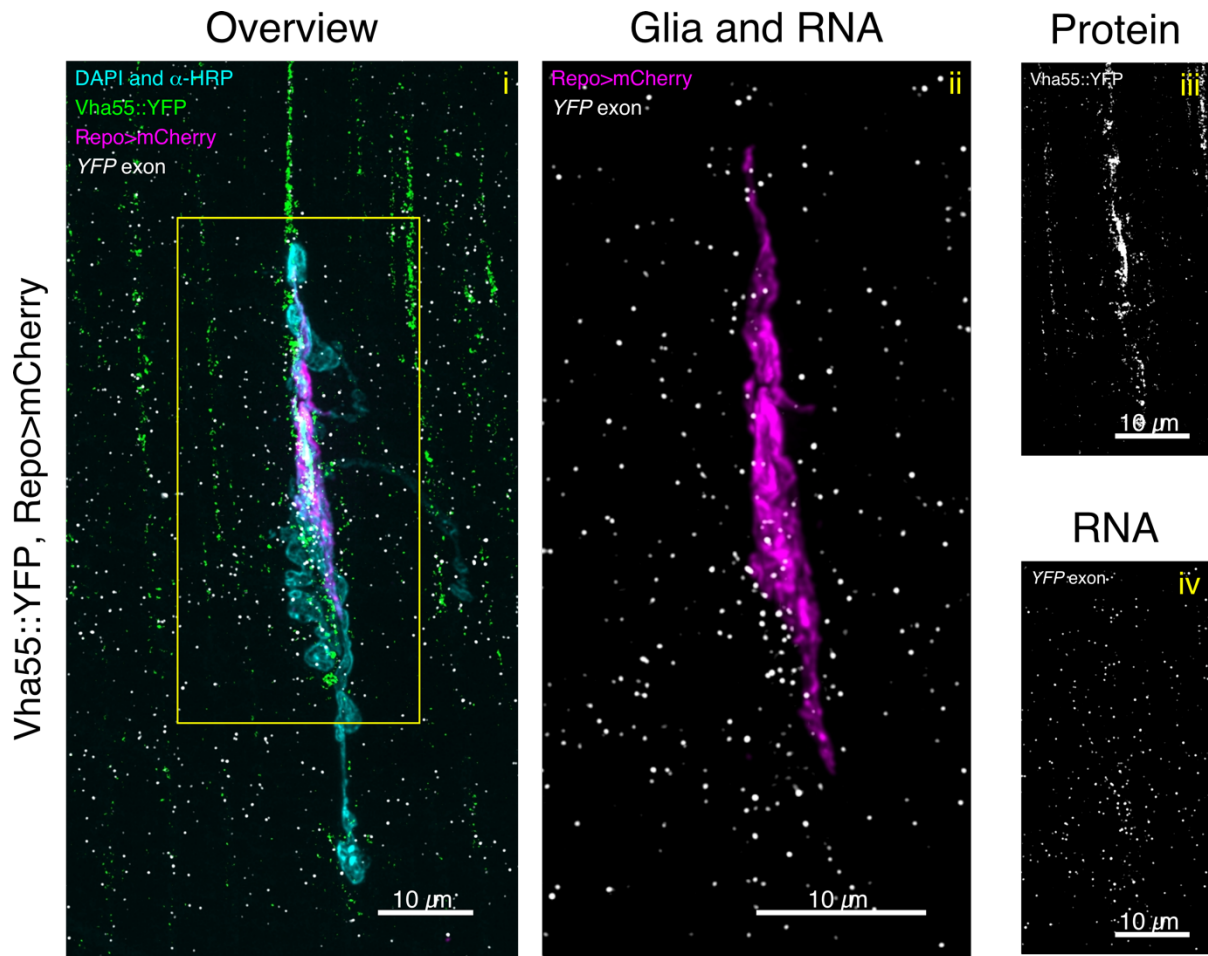 Overview
Glia and RNA
Protein
Vha55::YFP, Repo>mCherry
DAPI and α-HRP
Vha55::YFP
Repo>mCherry
YFP exon
i
10 µm
Repo>mCherry
YFP exon
ii
10 µm
Vha55::YFP
iii
10 µm
RNA
YFP exon
iv
10 µm